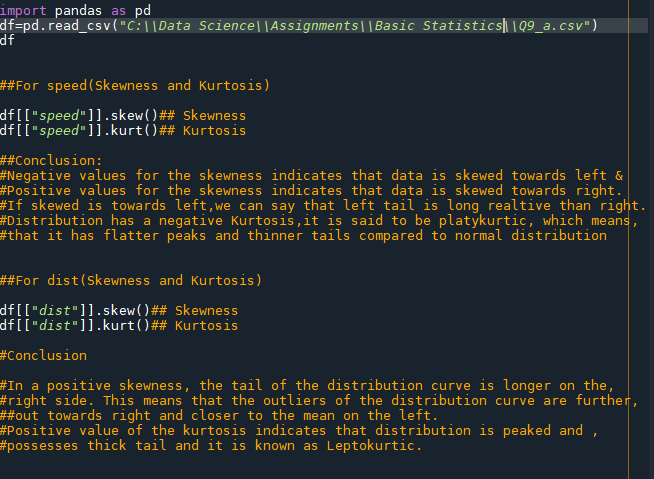 import pandas as pd
df=pd.read_csv("C:\\Data Science\\Assignments\\Basic Statistics\\Q9_a.csv")
df
##For speed(Skewness and Kurtosis)
df[["speed"]].skew()## Skewness
df[["speed"]].kurt()## Kurtosis
##Conclusion:
#Negative values for the skewness indicates that data is skewed towards left &
#Positive values for the skewness indicates that data is skewed towards right.
#If skewed is towards left,we can say that left tail is long realtive than right.
#Distribution has a negative Kurtosis,it is said to be platykurtic, which means,
#that it has flatter peaks and thinner tails compared to normal distribution
##For dist(Skewness and Kurtosis)
df[["dist"]].skew()## Skewness
df[["dist"]].kurt()## Kurtosis
#Conclusion
#In a positive skewness, the tail of the distribution curve is longer on the,
#right side. This means that the outliers of the distribution curve are further,
##out towards right and closer to the mean on the left.
#Positive value of the kurtosis indicates that distribution is peaked and ,
#possesses thick tail and it is known as Leptokurtic.